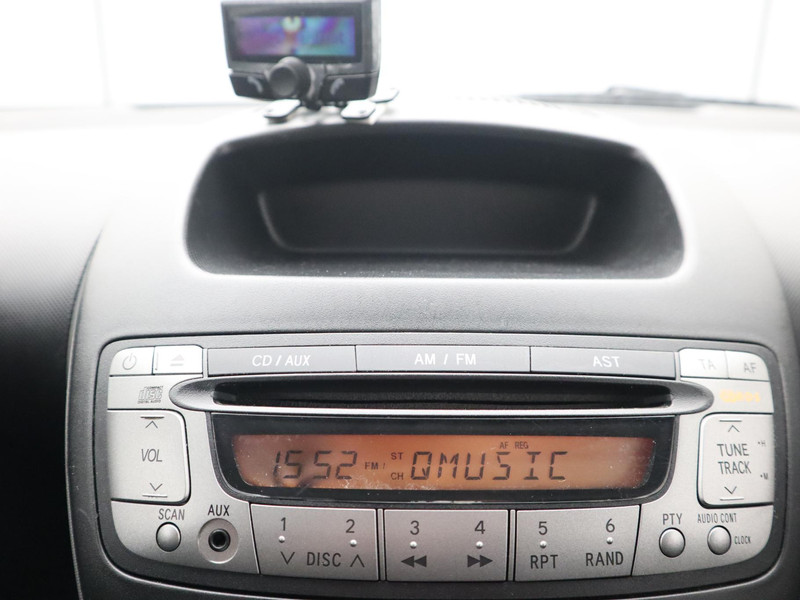 CD / AUX AM / FM AST TA AF
VOL
15:52 FM1 ST CH AF REG QMUSIC
TUNE
TRACK
SCAN AUX
1 2 3 4 5 6
DISC RPT RAND
PTY AUDIO CONT
CLOCK